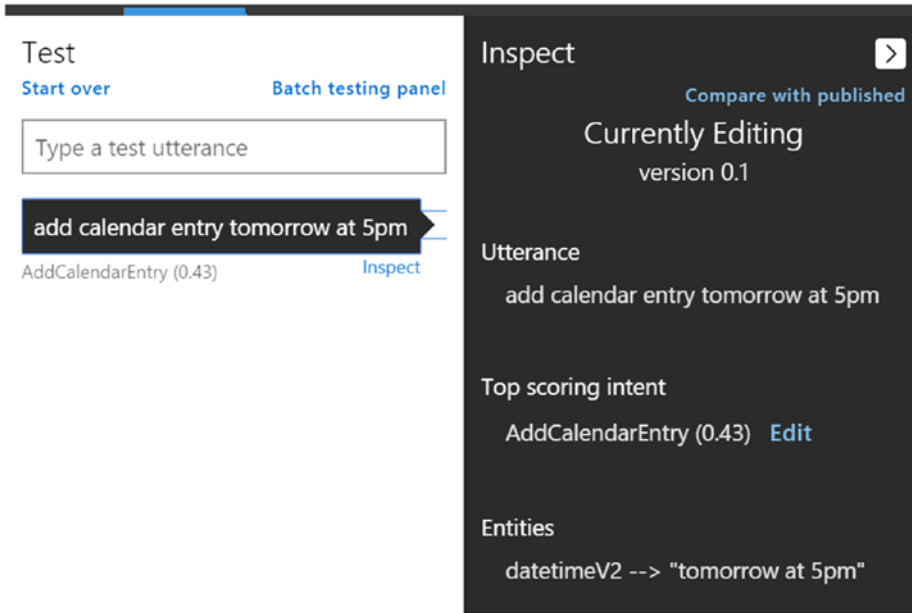 Test
Start over
Batch testing panel
Type a test utterance
add calendar entry tomorrow at 5pm
AddCalendarEntry (0.43)
Inspect
Inspect
>
Compare with published
Currently Editing
version 0.1
Utterance
add calendar entry tomorrow at 5pm
Top scoring intent
AddCalendarEntry (0.43) Edit
Entities
datetimeV2 --> "tomorrow at 5pm"